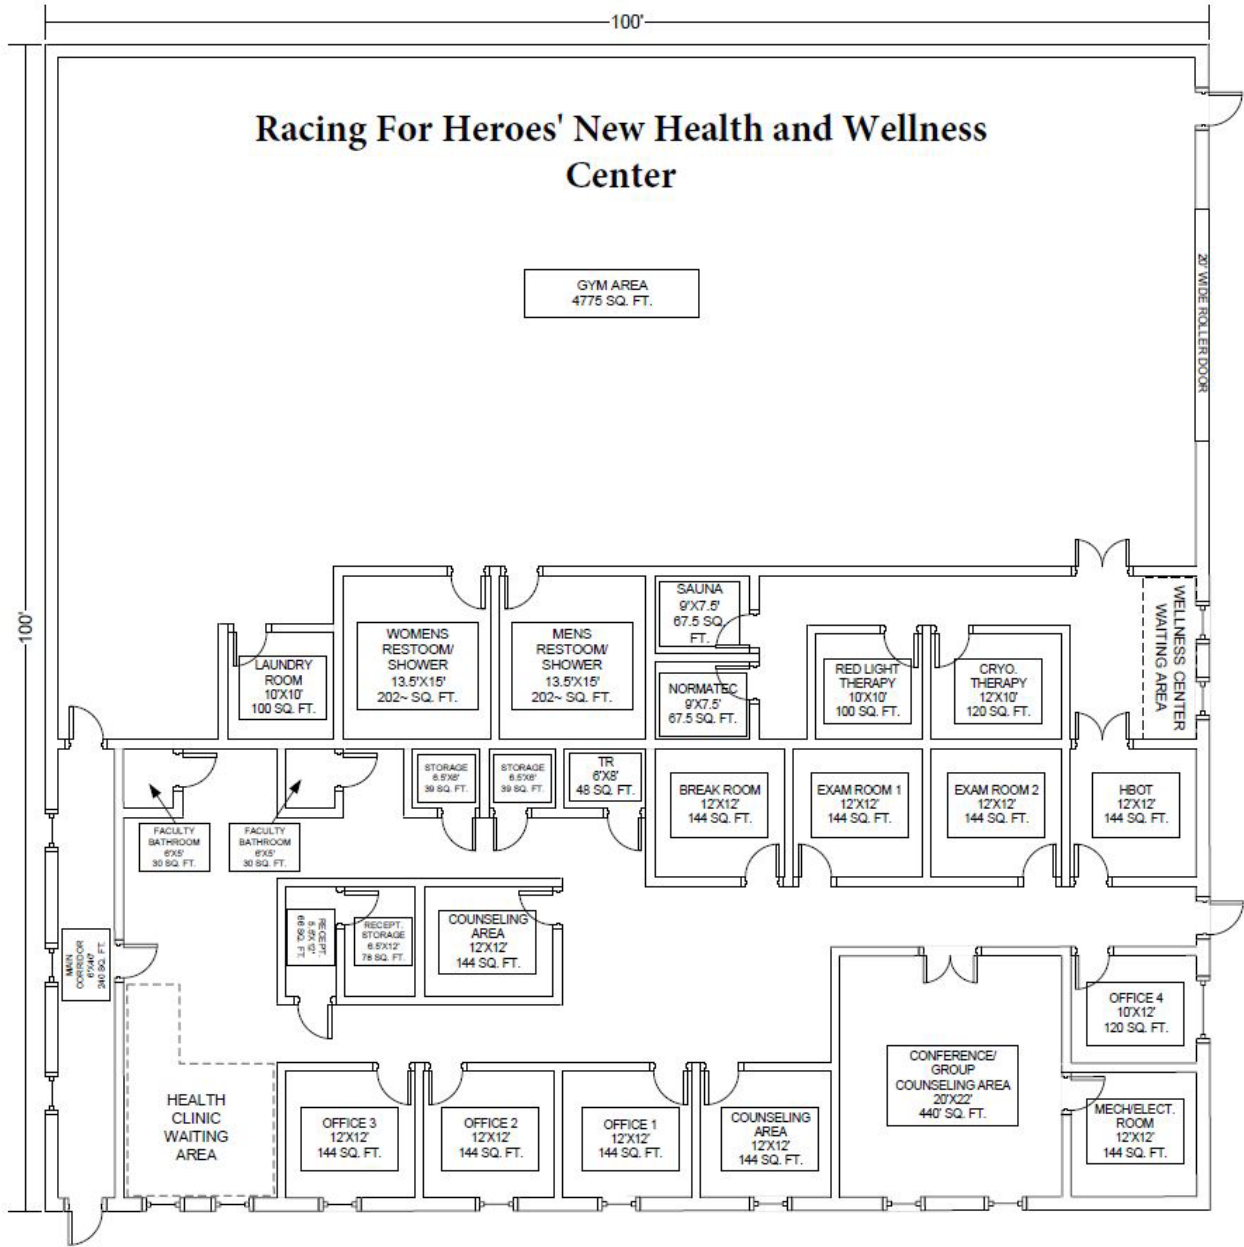 100'
Racing For Heroes' New Health and Wellness
Center
GYM AREA
4775 SQ. FT.
20' WIDE ROLLER DOOR
100'
SAUNA
9'X7.5'
67.5 SQ.
FT.
WOMENS
RESTOOM/
SHOWER
13.5'X15'
202~ SQ. FT.
MENS
RESTOOM/
SHOWER
13.5'X15'
202~ SQ. FT.
LAUNDRY
ROOM
10'X10'
100 SQ. FT.
NORMATEC
9'X7.5'
67.5 SQ. FT.
RED LIGHT
THERAPY
10'X10'
100 SQ. FT.
CRYO.
THERAPY
12'X10'
120 SQ. FT.
WELLNESS CENTER
WAITING AREA
STORAGE
6.5'X6'
39 SQ. FT.
STORAGE
6.5'X6'
39 SQ. FT.
TR
6'X8'
48 SQ. FT.
BREAK ROOM
12'X12'
144 SQ. FT.
EXAM ROOM 1
12'X12'
144 SQ. FT.
EXAM ROOM 2
12'X12'
144 SQ. FT.
HBOT
12'X12'
144 SQ. FT.
FACULTY
BATHROOM
6'X5'
30 SQ. FT.
FACULTY
BATHROOM
6'X5'
30 SQ. FT.
MAIN
CORRIDOR
6'X40'
240 SQ. FT.
RECEPT.
5.5'X12'
66 SQ. FT.
RECEPT.
STORAGE
6.5'X12'
78 SQ. FT.
COUNSELING
AREA
12'X12'
144 SQ. FT.
OFFICE 4
10'X12'
120 SQ. FT.
CONFERENCE/
GROUP
COUNSELING AREA
20'X22'
440' SQ. FT.
HEALTH
CLINIC
WAITING
AREA
OFFICE 3
12'X12'
144 SQ. FT.
OFFICE 2
12'X12'
144 SQ. FT.
OFFICE 1
12'X12'
144 SQ. FT.
COUNSELING
AREA
12'X12'
144 SQ. FT.
MECH/ELECT.
ROOM
12'X12'
144 SQ. FT.